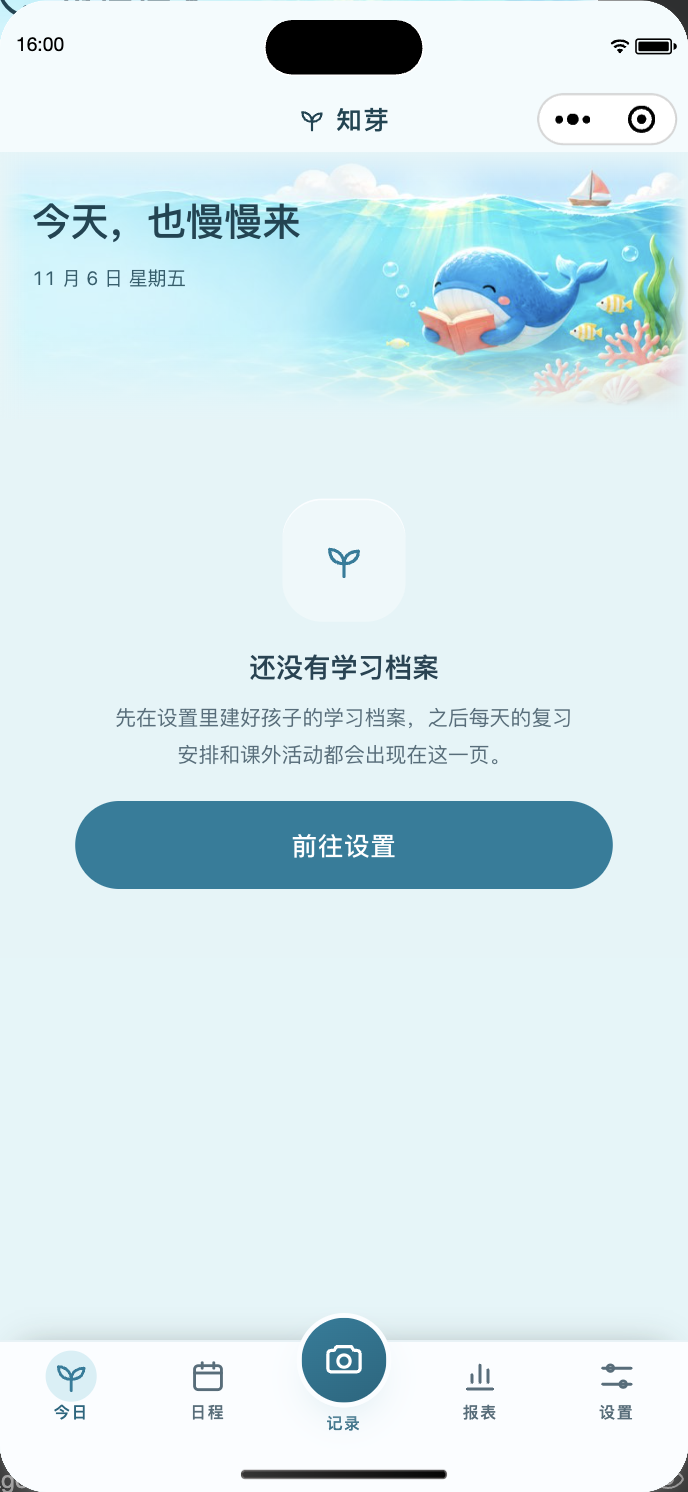 16:00
知芽
今天，也慢慢来
11 月 6 日 星期五
还没有学习档案
先在设置里建好孩子的学习档案，之后每天的复习
安排和课外活动都会出现在这一页。
前往设置
今日
日程
记录
报表
设置